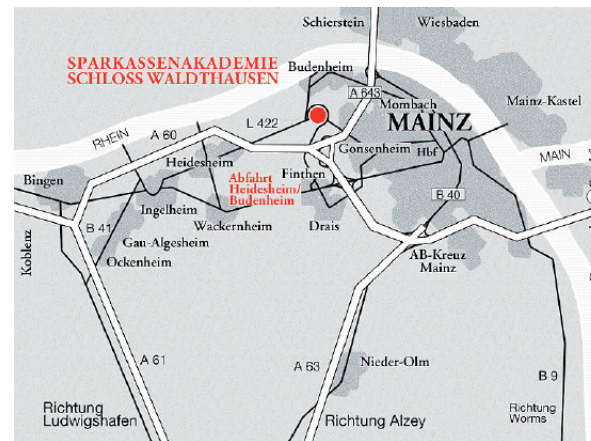 Schierstein
Wiesbaden
SPARKASSENAKADEMIE
SCHLOSS WALDTHAUSEN
Budenheim
A 643
Mombach
Mainz-Kastel
MAINZ
L 422
A 60
RHEIN
Gonsenheim
Hbf
MAIN
Heidesheim
Finthen
Bingen
Abfahrt
Heidesheim/
Budenheim
B 40
Ingelheim
Wackernheim
Drais
B 41
Gau-Algesheim
Ockenheim
Koblenz
AB-Kreuz
Mainz
A 61
A 63
Nieder-Olm
B 9
Richtung
Ludwigshafen
Richtung Alzey
Richtung
Worms